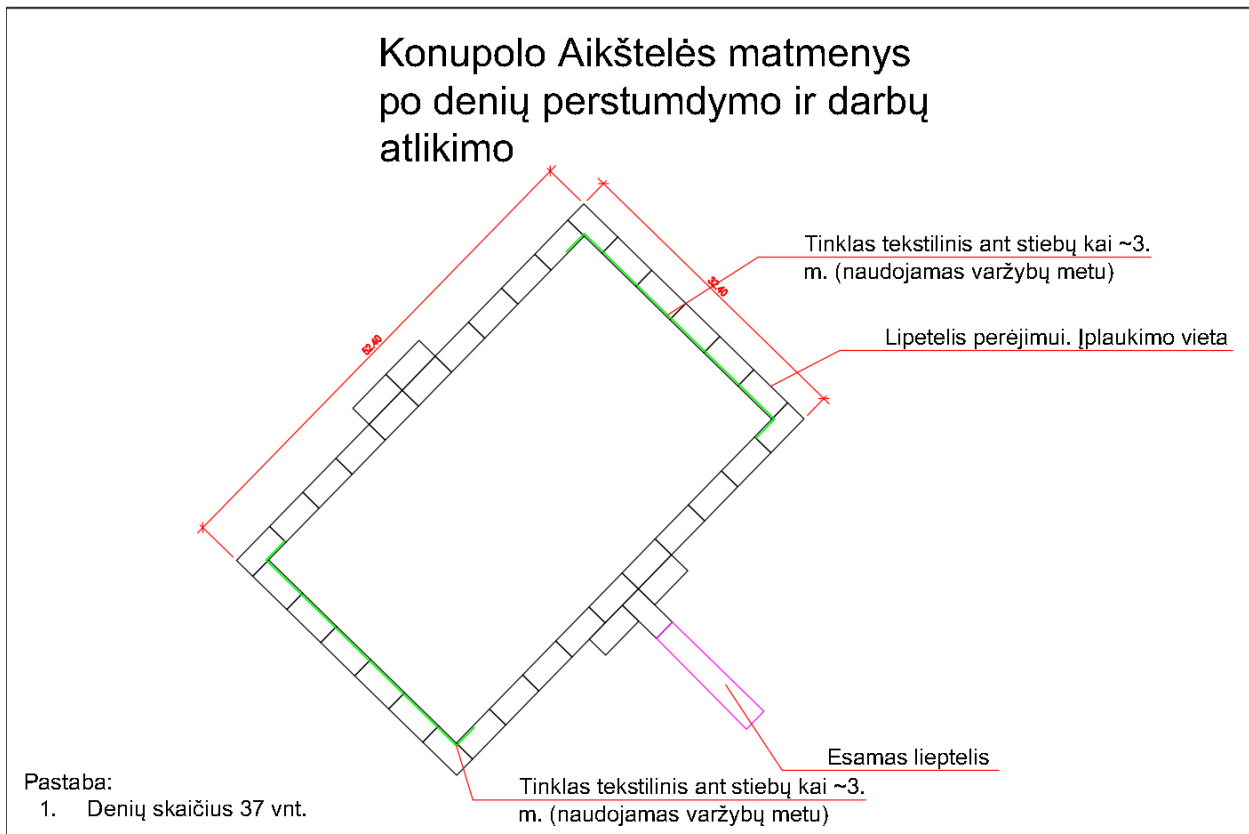 Konupolo Aikštelės matmenys
po denių perstumdymo ir darbų
atlikimo
Tinklas tekstilinis ant stiebų kai ~3.
m. (naudojamas varžybų metu)
32.40
Lipetelis perėjimui. Įplaukimo vieta
52.40
Esamas lieptelis
Pastaba:
1. Denių skaičius 37 vnt.
Tinklas tekstilinis ant stiebų kai ~3.
m. (naudojamas varžybų metu)